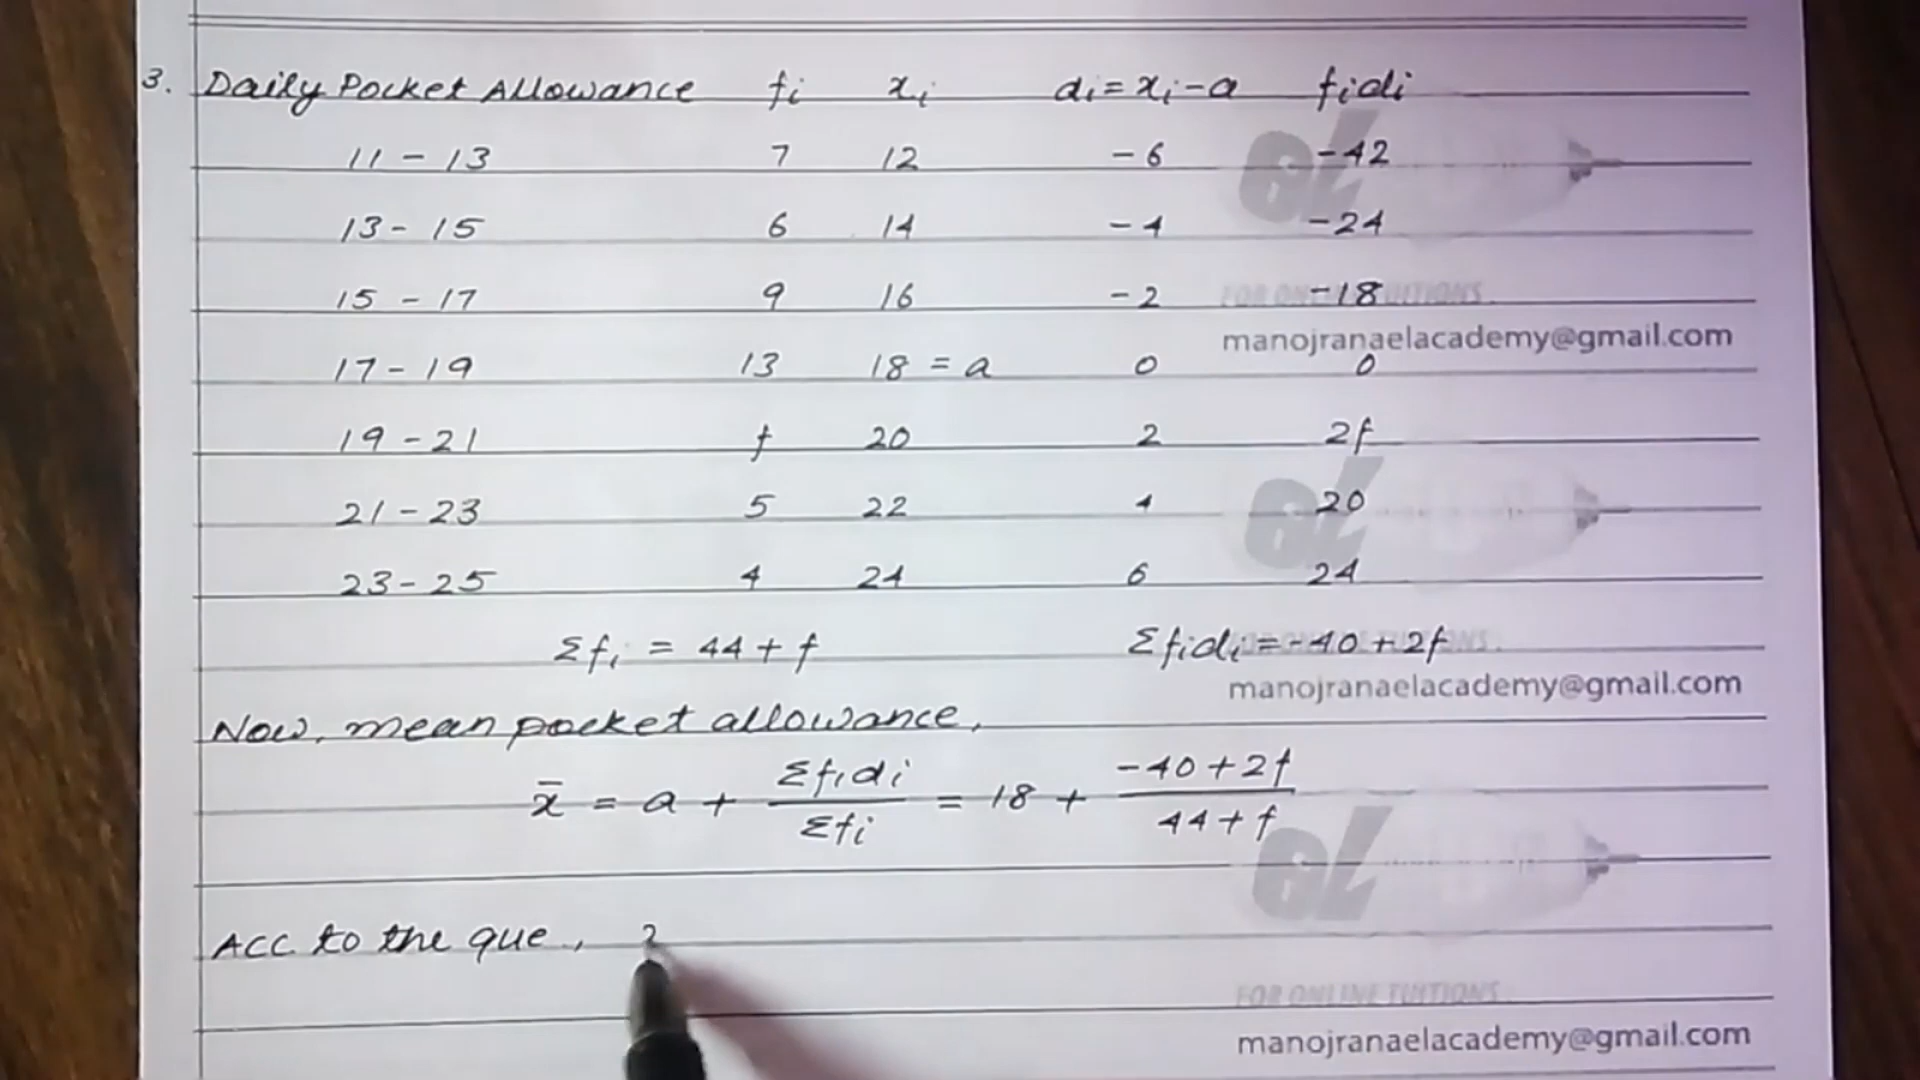 3. Daily Pocket Allowance fi xi di = xi - a fidi
11 - 13 7 12 - 6 - 42
13 - 15 6 14 - 4 - 24
15 - 17 9 16 - 2 - 18
FOR ONLINE TUITIONS
manojranaelacademy@gmail.com
17 - 19 13 18 = a 0 0
19 - 21 f 20 2 2f
21 - 23 5 22 4 20
23 - 25 4 24 6 24
Σfi = 44 + f Σfidi = - 40 + 2f
manojranaelacademy@gmail.com
Now, mean pocket allowance,
x̄ = a + Σfidi / Σfi = 18 + -40 + 2f / 44 + f
ACC to the que,
FOR ONLINE TUITIONS
manojranaelacademy@gmail.com